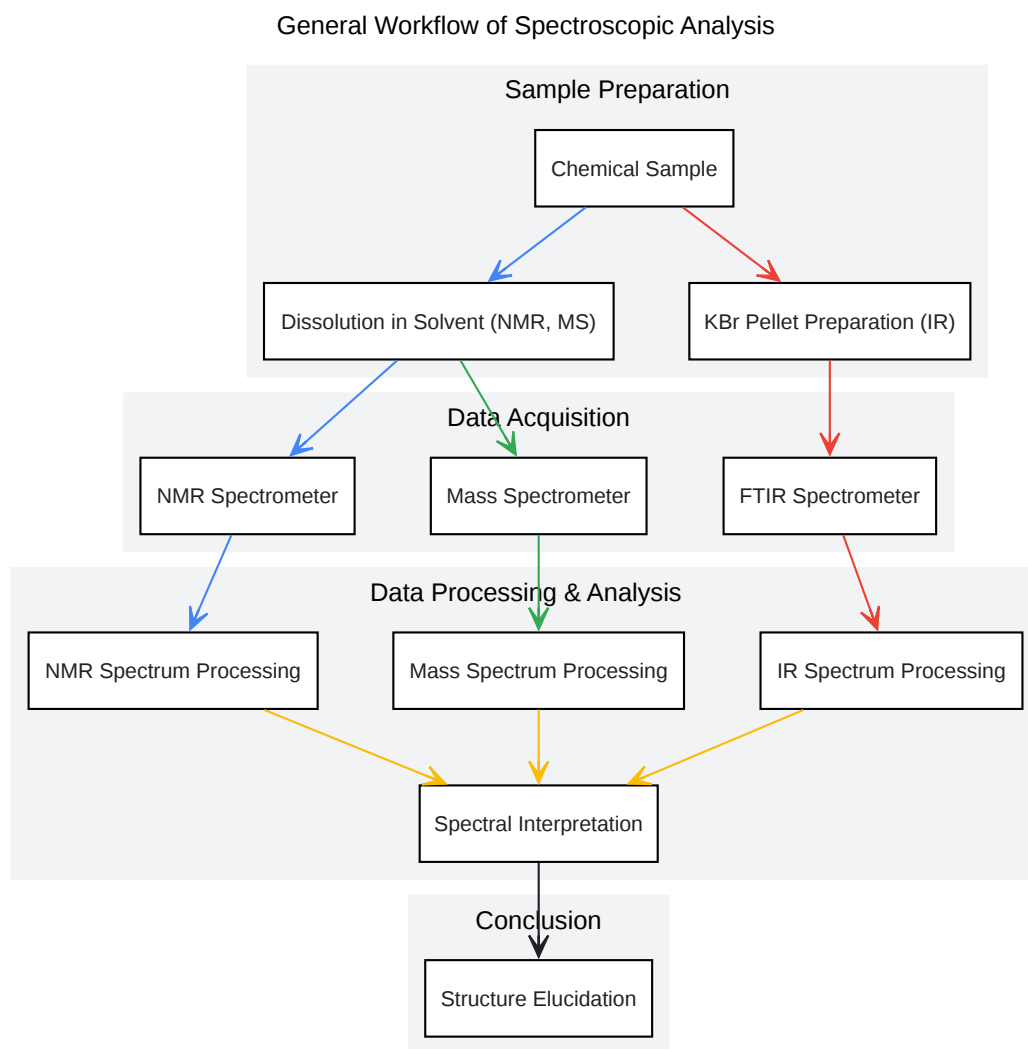 General Workflow of Spectroscopic Analysis
Sample Preparation
Chemical Sample
Dissolution in Solvent (NMR, MS)
KBr Pellet Preparation (IR)
Data Acquisition
NMR Spectrometer
Mass Spectrometer
FTIR Spectrometer
Data Processing & Analysis
NMR Spectrum Processing
Mass Spectrum Processing
IR Spectrum Processing
Spectral Interpretation
Conclusion
Structure Elucidation